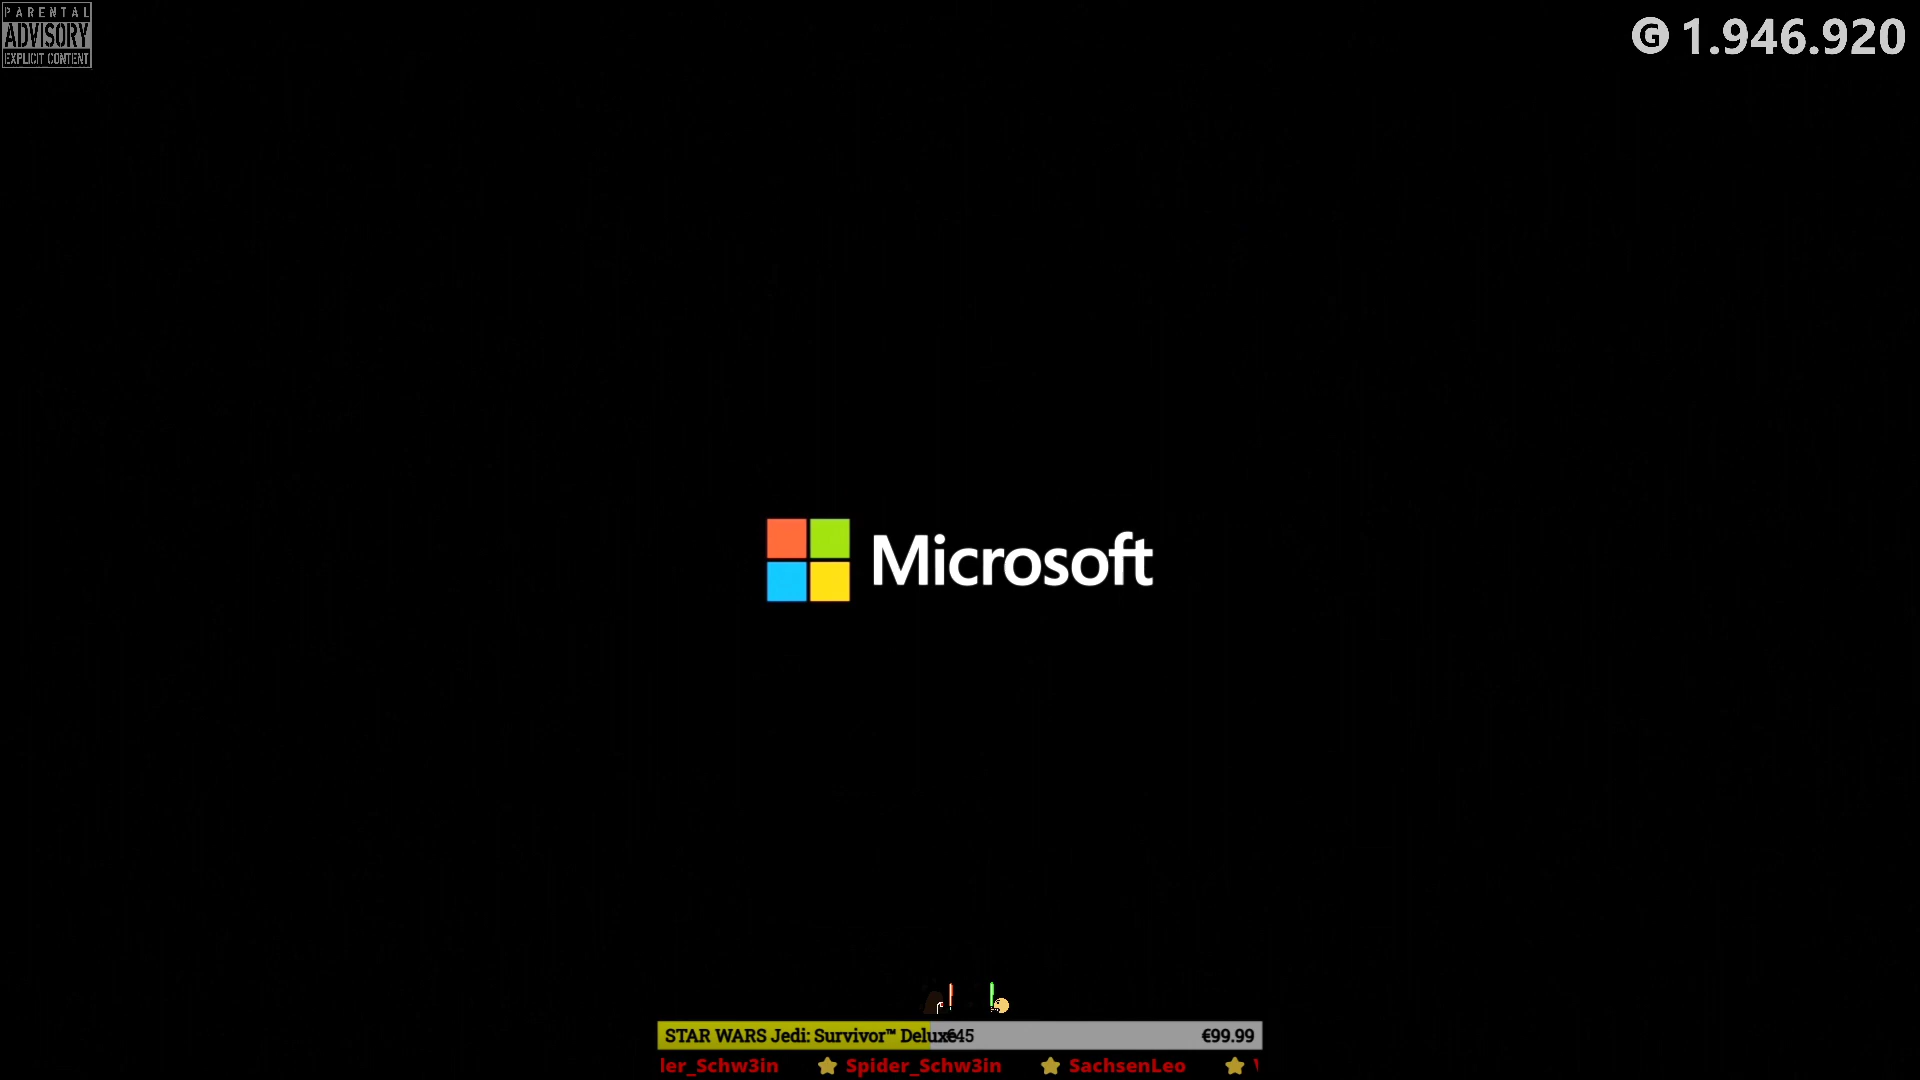 PARENTAL
ADVISORY
EXPLICIT CONTENT
G 1.946.920
Microsoft
STAR WARS Jedi: Survivor™ Deluxe €45 €99.99
ler_Schw3in Spider_Schw3in SachsenLeo